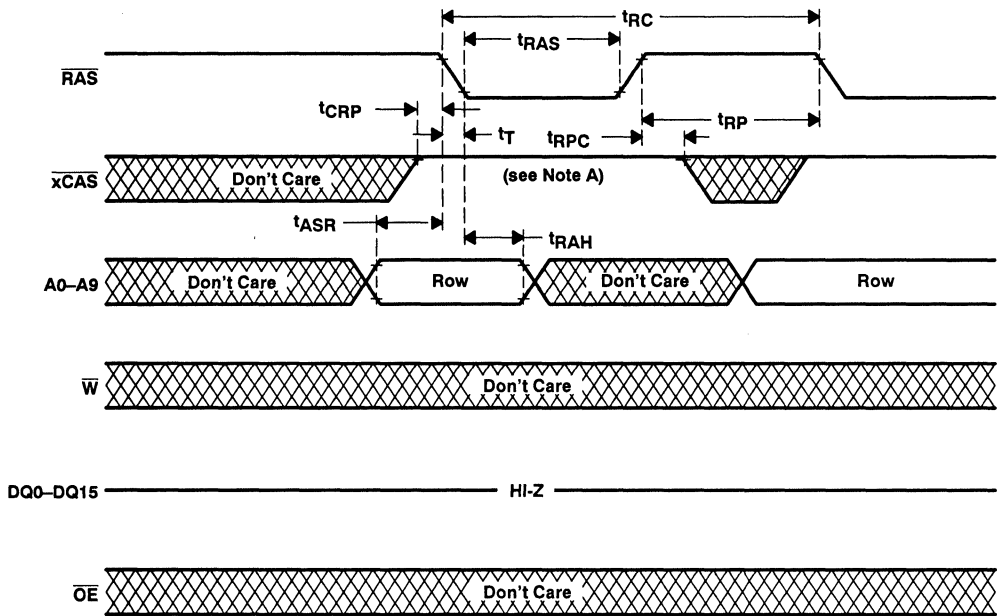 tRC
tRAS
RAS
tCRP
tT
tRPC
tRP
xCAS
Don't Care
(see Note A)
tASR
tRAH
A0–A9
Don't Care
Row
Don't Care
Row
W
Don't Care
DQ0–DQ15
HI-Z
OE
Don't Care